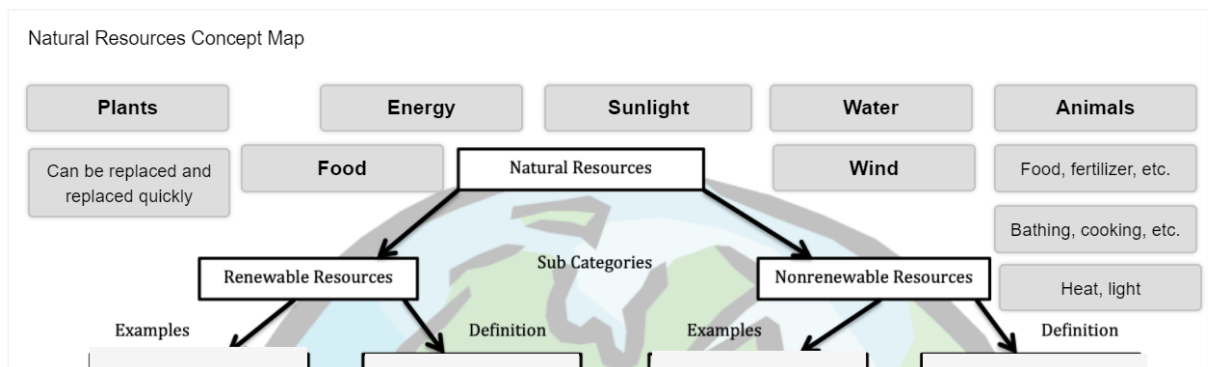 Natural Resources Concept Map
Plants
Energy
Sunlight
Water
Animals
Can be replaced and
replaced quickly
Food
Natural Resources
Wind
Food, fertilizer, etc.
Bathing, cooking, etc.
Sub Categories
Renewable Resources
Nonrenewable Resources
Heat, light
Examples
Definition
Examples
Definition